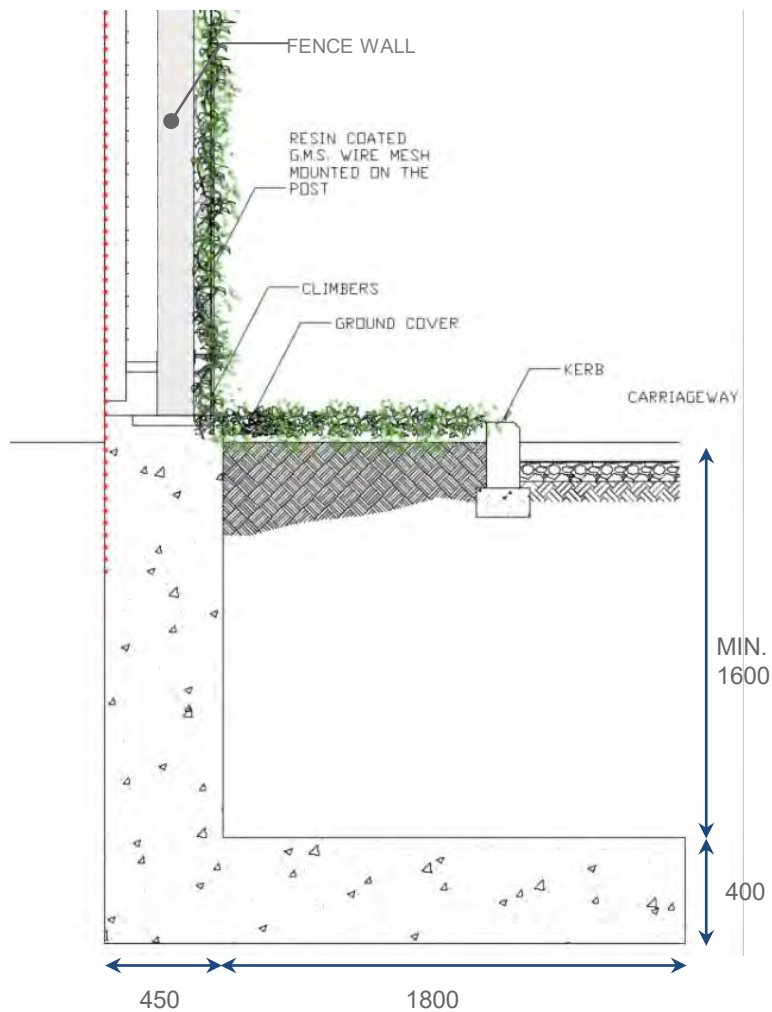 FENCE WALL
RESIN COATED
G.M.S. WIRE MESH
MOUNTED ON THE
POST
CLIMBERS
GROUND COVER
KERB
CARRIAGEWAY
MIN.
1600
400
450
1800